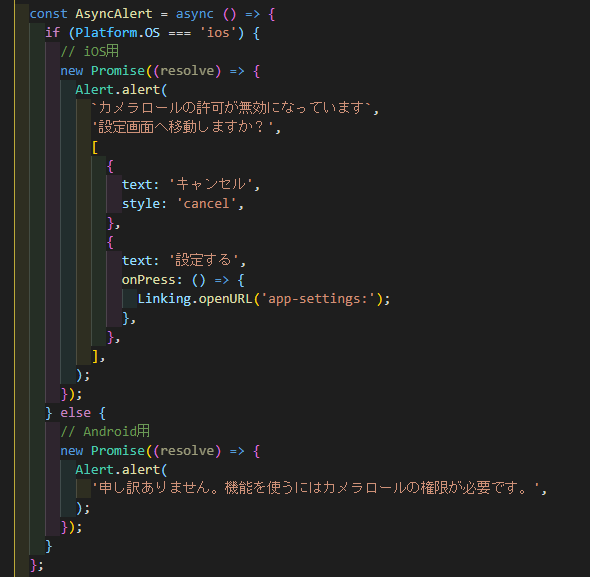 const AsyncAlert = async () => {
if (Platform.OS === 'ios') {
// iOS用
new Promise((resolve) => {
Alert.alert(
`カメラロールの許可が無効になっています`,
'設定画面へ移動しますか？',
[
{
text: 'キャンセル',
style: 'cancel',
},
{
text: '設定する',
onPress: () => {
Linking.openURL('app-settings:');
},
},
],
);
});
} else {
// Android用
new Promise((resolve) => {
Alert.alert(
'申し訳ありません。機能を使うにはカメラロールの権限が必要です。',
);
});
}
};